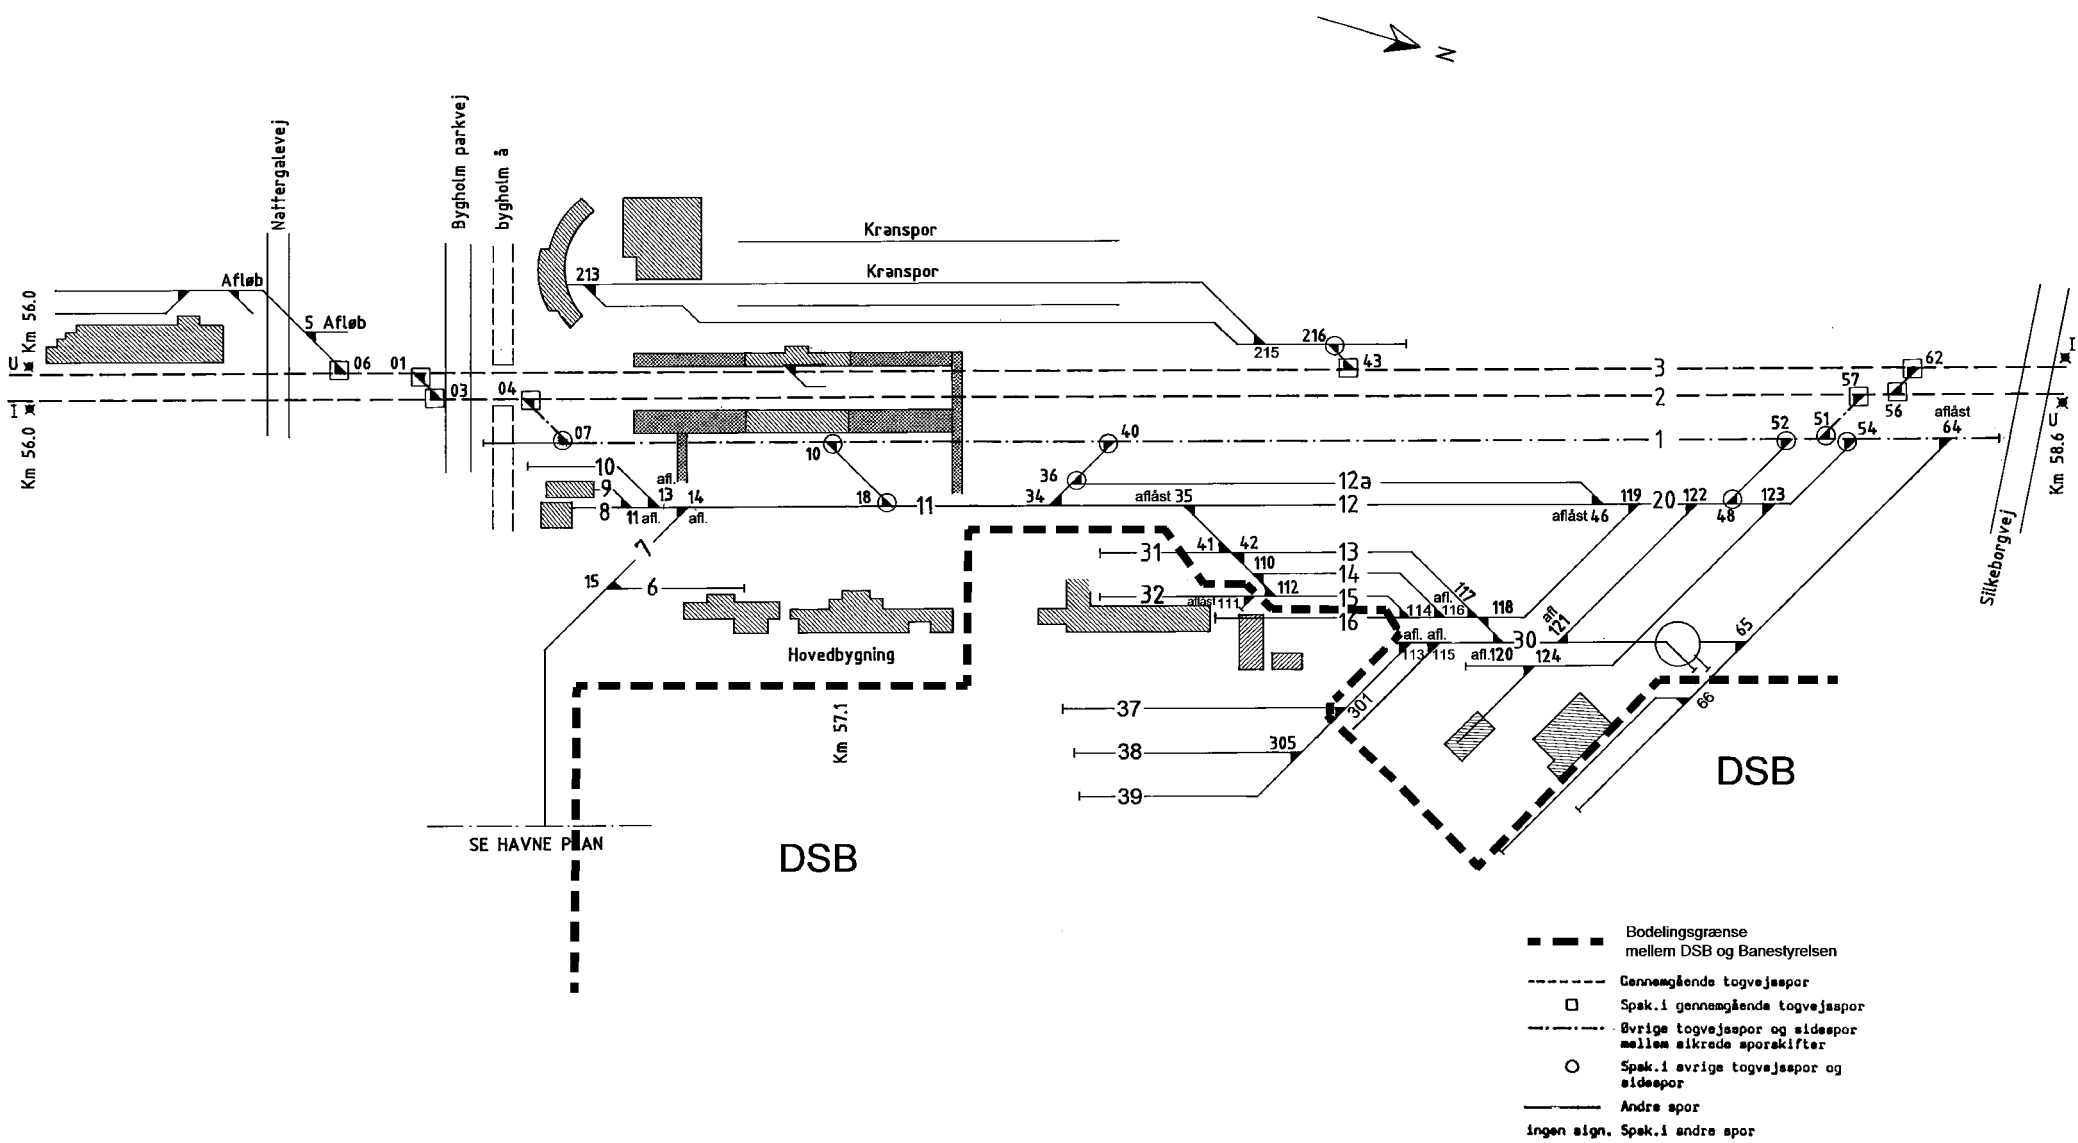 N
Nattergalevej
Bygholm parkvej
bygholm å
Kranspor
Kranspor
213
Afløb
5 Afløb
Km 56.0
U
I
Km 56.0
06
01
03
04
07
216
215
43
3
62
I
57
2
56
aflåst
U
Km 58.6
10
40
1
52
51
54
64
10
afl.
13
14
36
12a
9
8
11
afl.
afl.
18
11
34
aflåst 35
12
aflåst 46
119
20
122
48
123
7
31
41
42
13
110
14
112
117
15
6
32
aflåst 111
15
afl.
114
116
118
16
afl
121
65
Silkeborgvej
afl. afl.
113
115
30
afl.120
124
Hovedbygning
37
301
66
Km 57.1
38
305
39
DSB
SE HAVNE PLAN
DSB
Bodelingsgrænse
mellem DSB og Banestyrelsen
Gennemgående togvejsspor
Spsk.i gennemgående togvejsspor
Øvrige togvejsspor og sidespor
mellem sikrede sporskifter
Spsk.i øvrige togvejsspor og
sidespor
Andre spor
ingen sign. Spsk.i andre spor